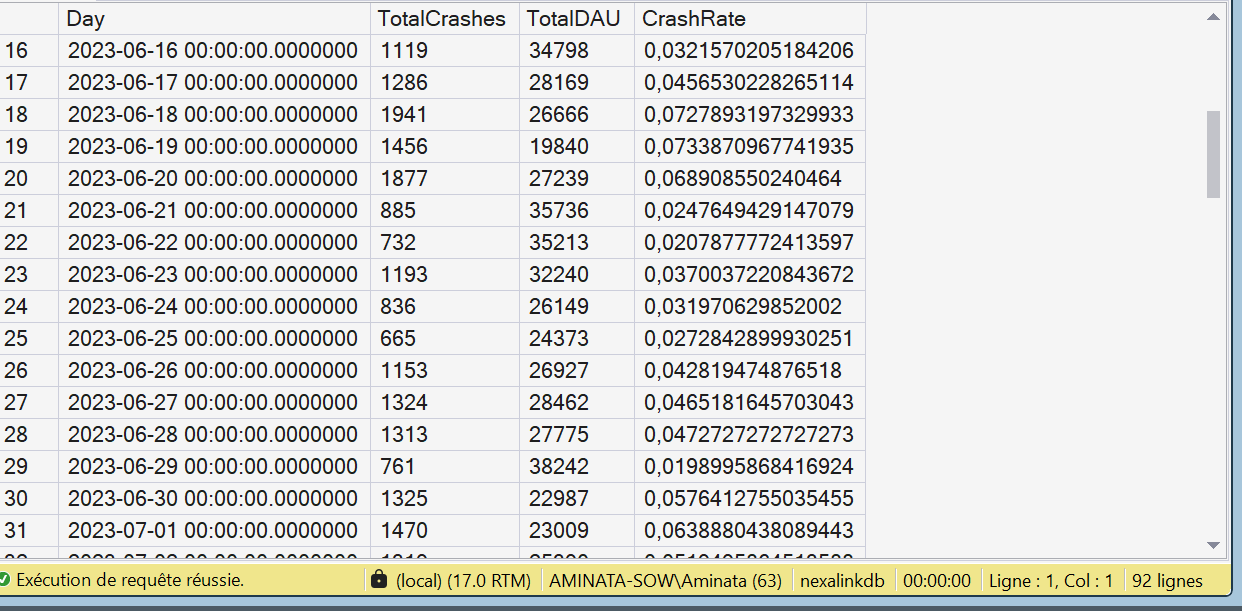 Day TotalCrashes TotalDAU CrashRate
16 2023-06-16 00:00:00.0000000 1119 34798 0,0321570205184206
17 2023-06-17 00:00:00.0000000 1286 28169 0,0456530228265114
18 2023-06-18 00:00:00.0000000 1941 26666 0,0727893197329933
19 2023-06-19 00:00:00.0000000 1456 19840 0,0733870967741935
20 2023-06-20 00:00:00.0000000 1877 27239 0,068908550240464
21 2023-06-21 00:00:00.0000000 885 35736 0,0247649429147079
22 2023-06-22 00:00:00.0000000 732 35213 0,0207877772413597
23 2023-06-23 00:00:00.0000000 1193 32240 0,0370037220843672
24 2023-06-24 00:00:00.0000000 836 26149 0,031970629852002
25 2023-06-25 00:00:00.0000000 665 24373 0,0272842899930251
26 2023-06-26 00:00:00.0000000 1153 26927 0,042819474876518
27 2023-06-27 00:00:00.0000000 1324 28462 0,0465181645703043
28 2023-06-28 00:00:00.0000000 1313 27775 0,0472727272727273
29 2023-06-29 00:00:00.0000000 761 38242 0,0198995868416924
30 2023-06-30 00:00:00.0000000 1325 22987 0,0576412755035455
31 2023-07-01 00:00:00.0000000 1470 23009 0,0638880438089443
Exécution de requête réussie. (local) (17.0 RTM) AMINATA-SOW\Aminata (63) nexalinkdb 00:00:00 Ligne : 1, Col : 1 92 lignes